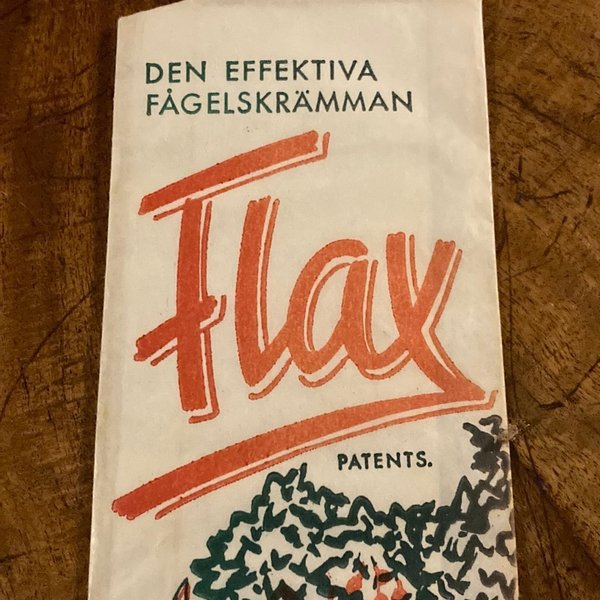 DEN EFFEKTIVA
FÅGELSKRÄMMAN
Flax
PATENTS.